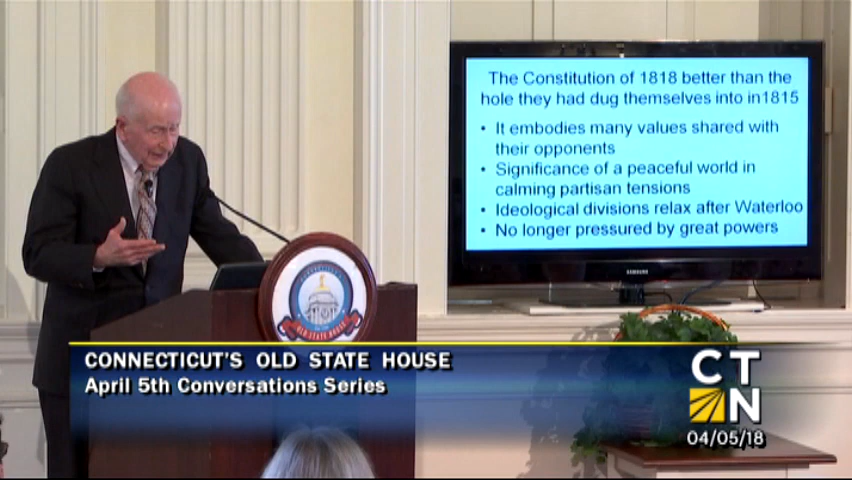 The Constitution of 1818 better than the
hole they had dug themselves into in1815
• It embodies many values shared with
their opponents
• Significance of a peaceful world in
calming partisan tensions
• Ideological divisions relax after Waterloo
• No longer pressured by great powers
SAMSUNG
OLD STATE HOUSE
CONNECTICUT'S OLD STATE HOUSE
April 5th Conversations Series
CT
N
04/05/18